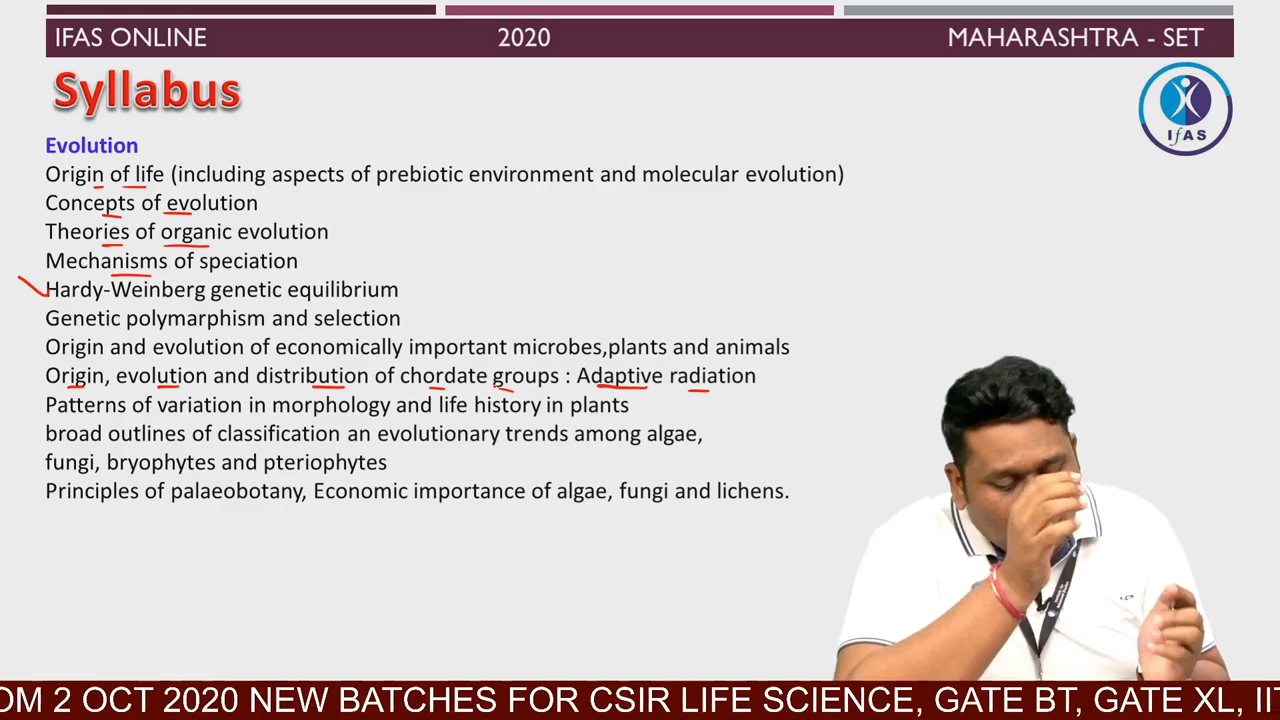 IFAS ONLINE 2020 MAHARASHTRA - SET
Syllabus
IfAS
Evolution
Origin of life (including aspects of prebiotic environment and molecular evolution)
Concepts of evolution
Theories of organic evolution
Mechanisms of speciation
Hardy-Weinberg genetic equilibrium
Genetic polymarphism and selection
Origin and evolution of economically important microbes,plants and animals
Origin, evolution and distribution of chordate groups : Adaptive radiation
Patterns of variation in morphology and life history in plants
broad outlines of classification an evolutionary trends among algae,
fungi, bryophytes and pteriophytes
Principles of palaeobotany, Economic importance of algae, fungi and lichens.
OM 2 OCT 2020 NEW BATCHES FOR CSIR LIFE SCIENCE, GATE BT, GATE XL, II